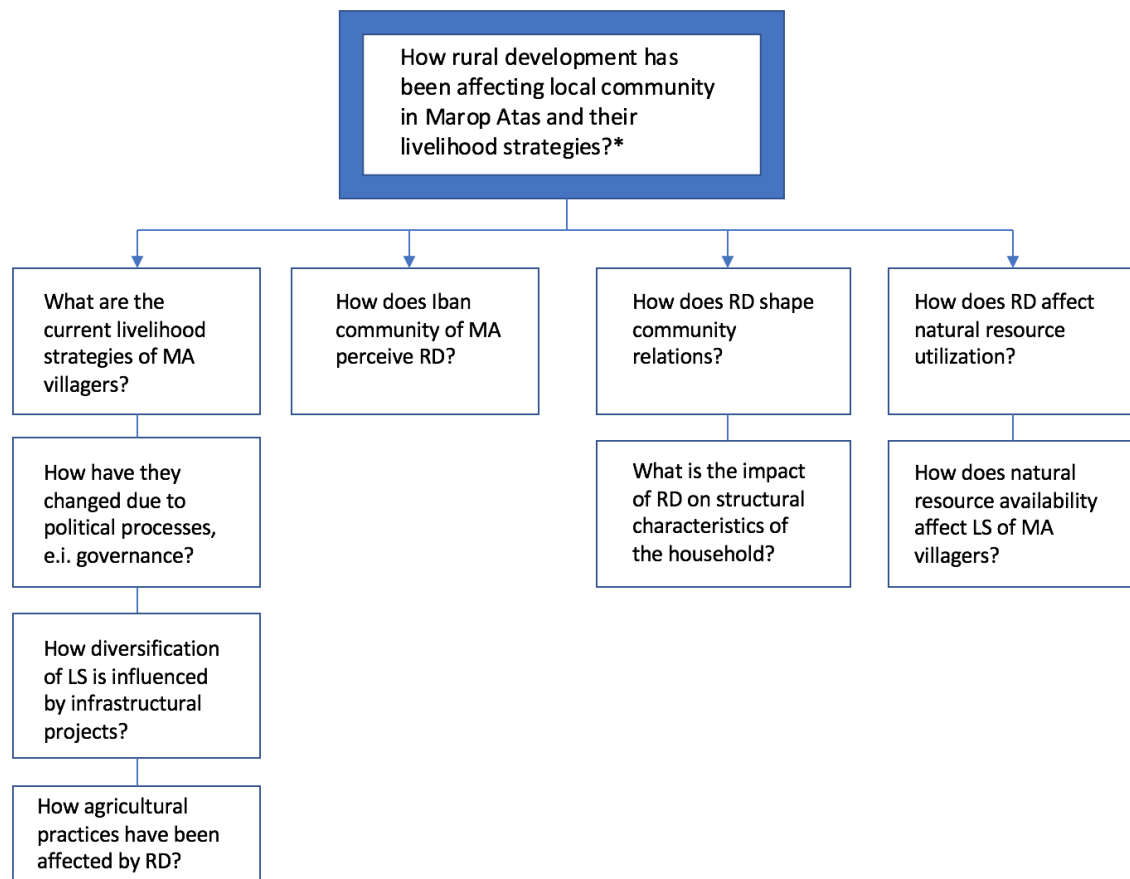 How rural development has
been affecting local community
in Marop Atas and their
livelihood strategies?*
What are the
current livelihood
strategies of MA
villagers?
How does Iban
community of MA
perceive RD?
How does RD shape
community
relations?
How does RD affect
natural resource
utilization?
How have they
changed due to
political processes,
e.i. governance?
What is the impact
of RD on structural
characteristics of
the household?
How does natural
resource availability
affect LS of MA
villagers?
How diversification
of LS is influenced
by infrastructural
projects?
How agricultural
practices have been
affected by RD?